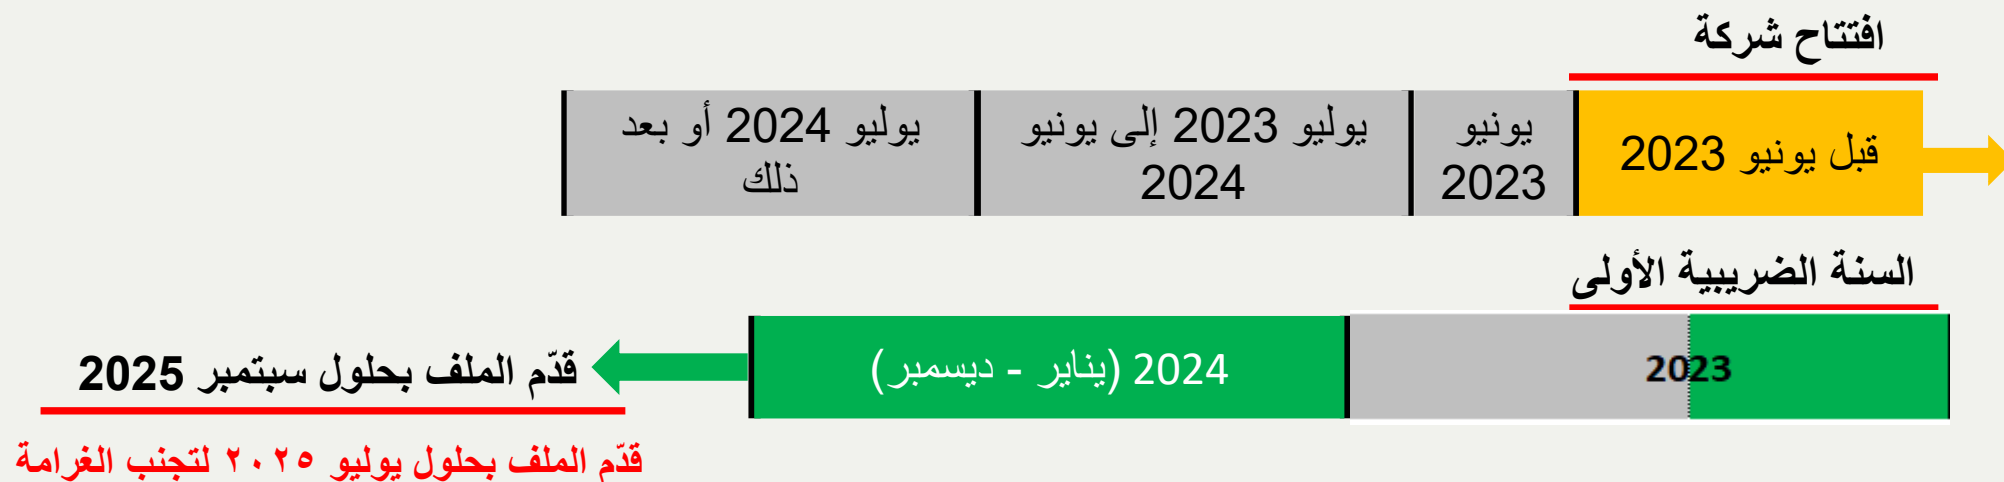 افتتاح شركة
قبل يونيو 2023
يونيو
2023
يوليو 2023 إلى يونيو
2024
يوليو 2024 أو بعد
ذلك
السنة الضريبية الأولى
2023
2024 (يناير - ديسمبر)
قدّم الملف بحلول سبتمبر 2025
قدّم الملف بحلول يوليو ٢٠٢٥ لتجنب الغرامة